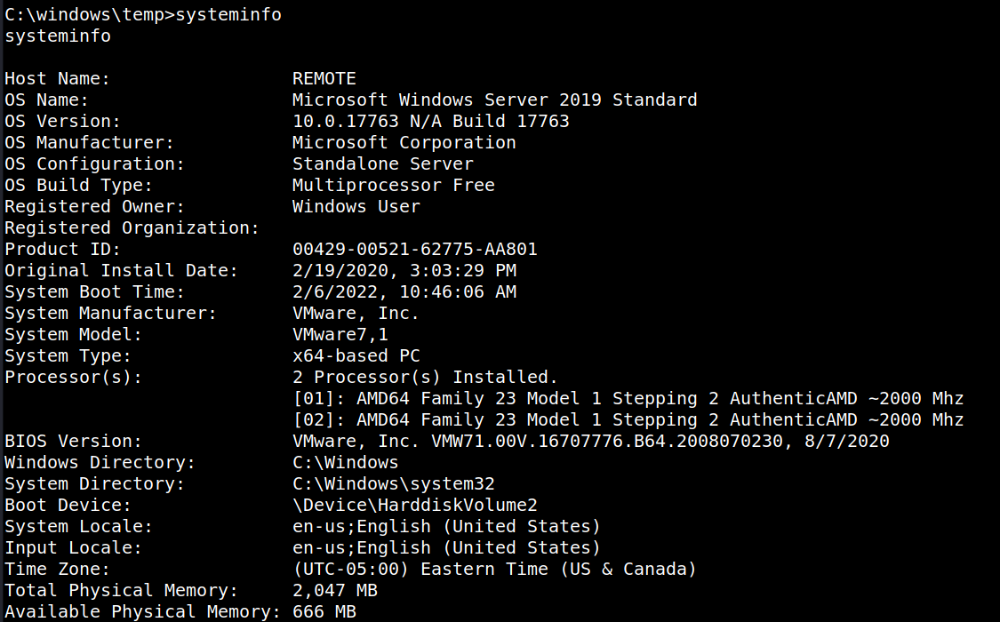 C:\windows\temp>systeminfo
systeminfo

Host Name:                 REMOTE
OS Name:                   Microsoft Windows Server 2019 Standard
OS Version:                10.0.17763 N/A Build 17763
OS Manufacturer:           Microsoft Corporation
OS Configuration:          Standalone Server
OS Build Type:             Multiprocessor Free
Registered Owner:          Windows User
Registered Organization:
Product ID:                00429-00521-62775-AA801
Original Install Date:     2/19/2020, 3:03:29 PM
System Boot Time:          2/6/2022, 10:46:06 AM
System Manufacturer:       VMware, Inc.
System Model:              VMware7,1
System Type:               x64-based PC
Processor(s):              2 Processor(s) Installed.
                           [01]: AMD64 Family 23 Model 1 Stepping 2 AuthenticAMD ~2000 Mhz
                           [02]: AMD64 Family 23 Model 1 Stepping 2 AuthenticAMD ~2000 Mhz
BIOS Version:              VMware, Inc. VMW71.00V.16707776.B64.2008070230, 8/7/2020
Windows Directory:         C:\Windows
System Directory:          C:\Windows\system32
Boot Device:               \Device\HarddiskVolume2
System Locale:             en-us;English (United States)
Input Locale:              en-us;English (United States)
Time Zone:                 (UTC-05:00) Eastern Time (US & Canada)
Total Physical Memory:     2,047 MB
Available Physical Memory: 666 MB